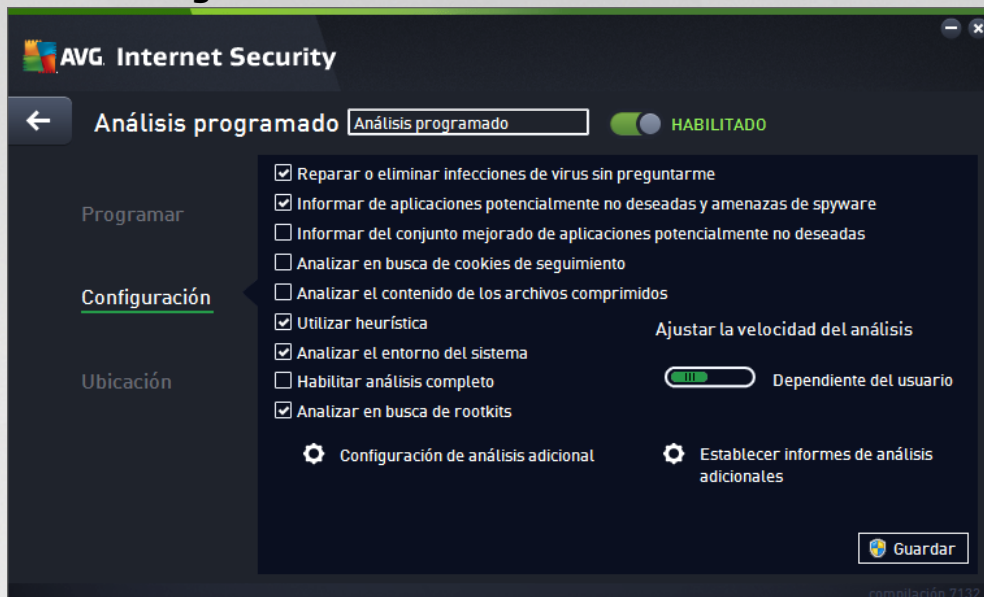 AVG. Internet Security
Análisis programado
Análisis programado
HABILITADO
Programar
Configuración
Ubicación
Reparar o eliminar infecciones de virus sin preguntarme
Informar de aplicaciones potencialmente no deseadas y amenazas de spyware
Informar del conjunto mejorado de aplicaciones potencialmente no deseadas
Analizar en busca de cookies de seguimiento
Analizar el contenido de los archivos comprimidos
Utilizar heurística
Analizar el entorno del sistema
Habilitar análisis completo
Analizar en busca de rootkits
Ajustar la velocidad del análisis
Dependiente del usuario
Configuración de análisis adicional
Establecer informes de análisis
adicionales
Guardar
compilación 7132